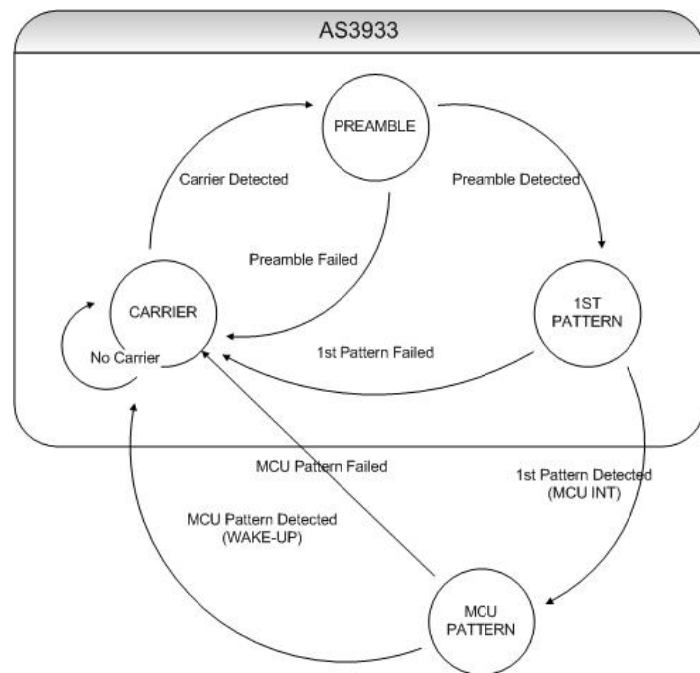 AS3933
PREAMBLE
Carrier Detected
Preamble Detected
Preamble Failed
CARRIER
1ST
PATTERN
No Carrier
1st Pattern Failed
MCU Pattern Failed
1st Pattern Detected
(MCU INT)
MCU Pattern Detected
(WAKE-UP)
MCU
PATTERN